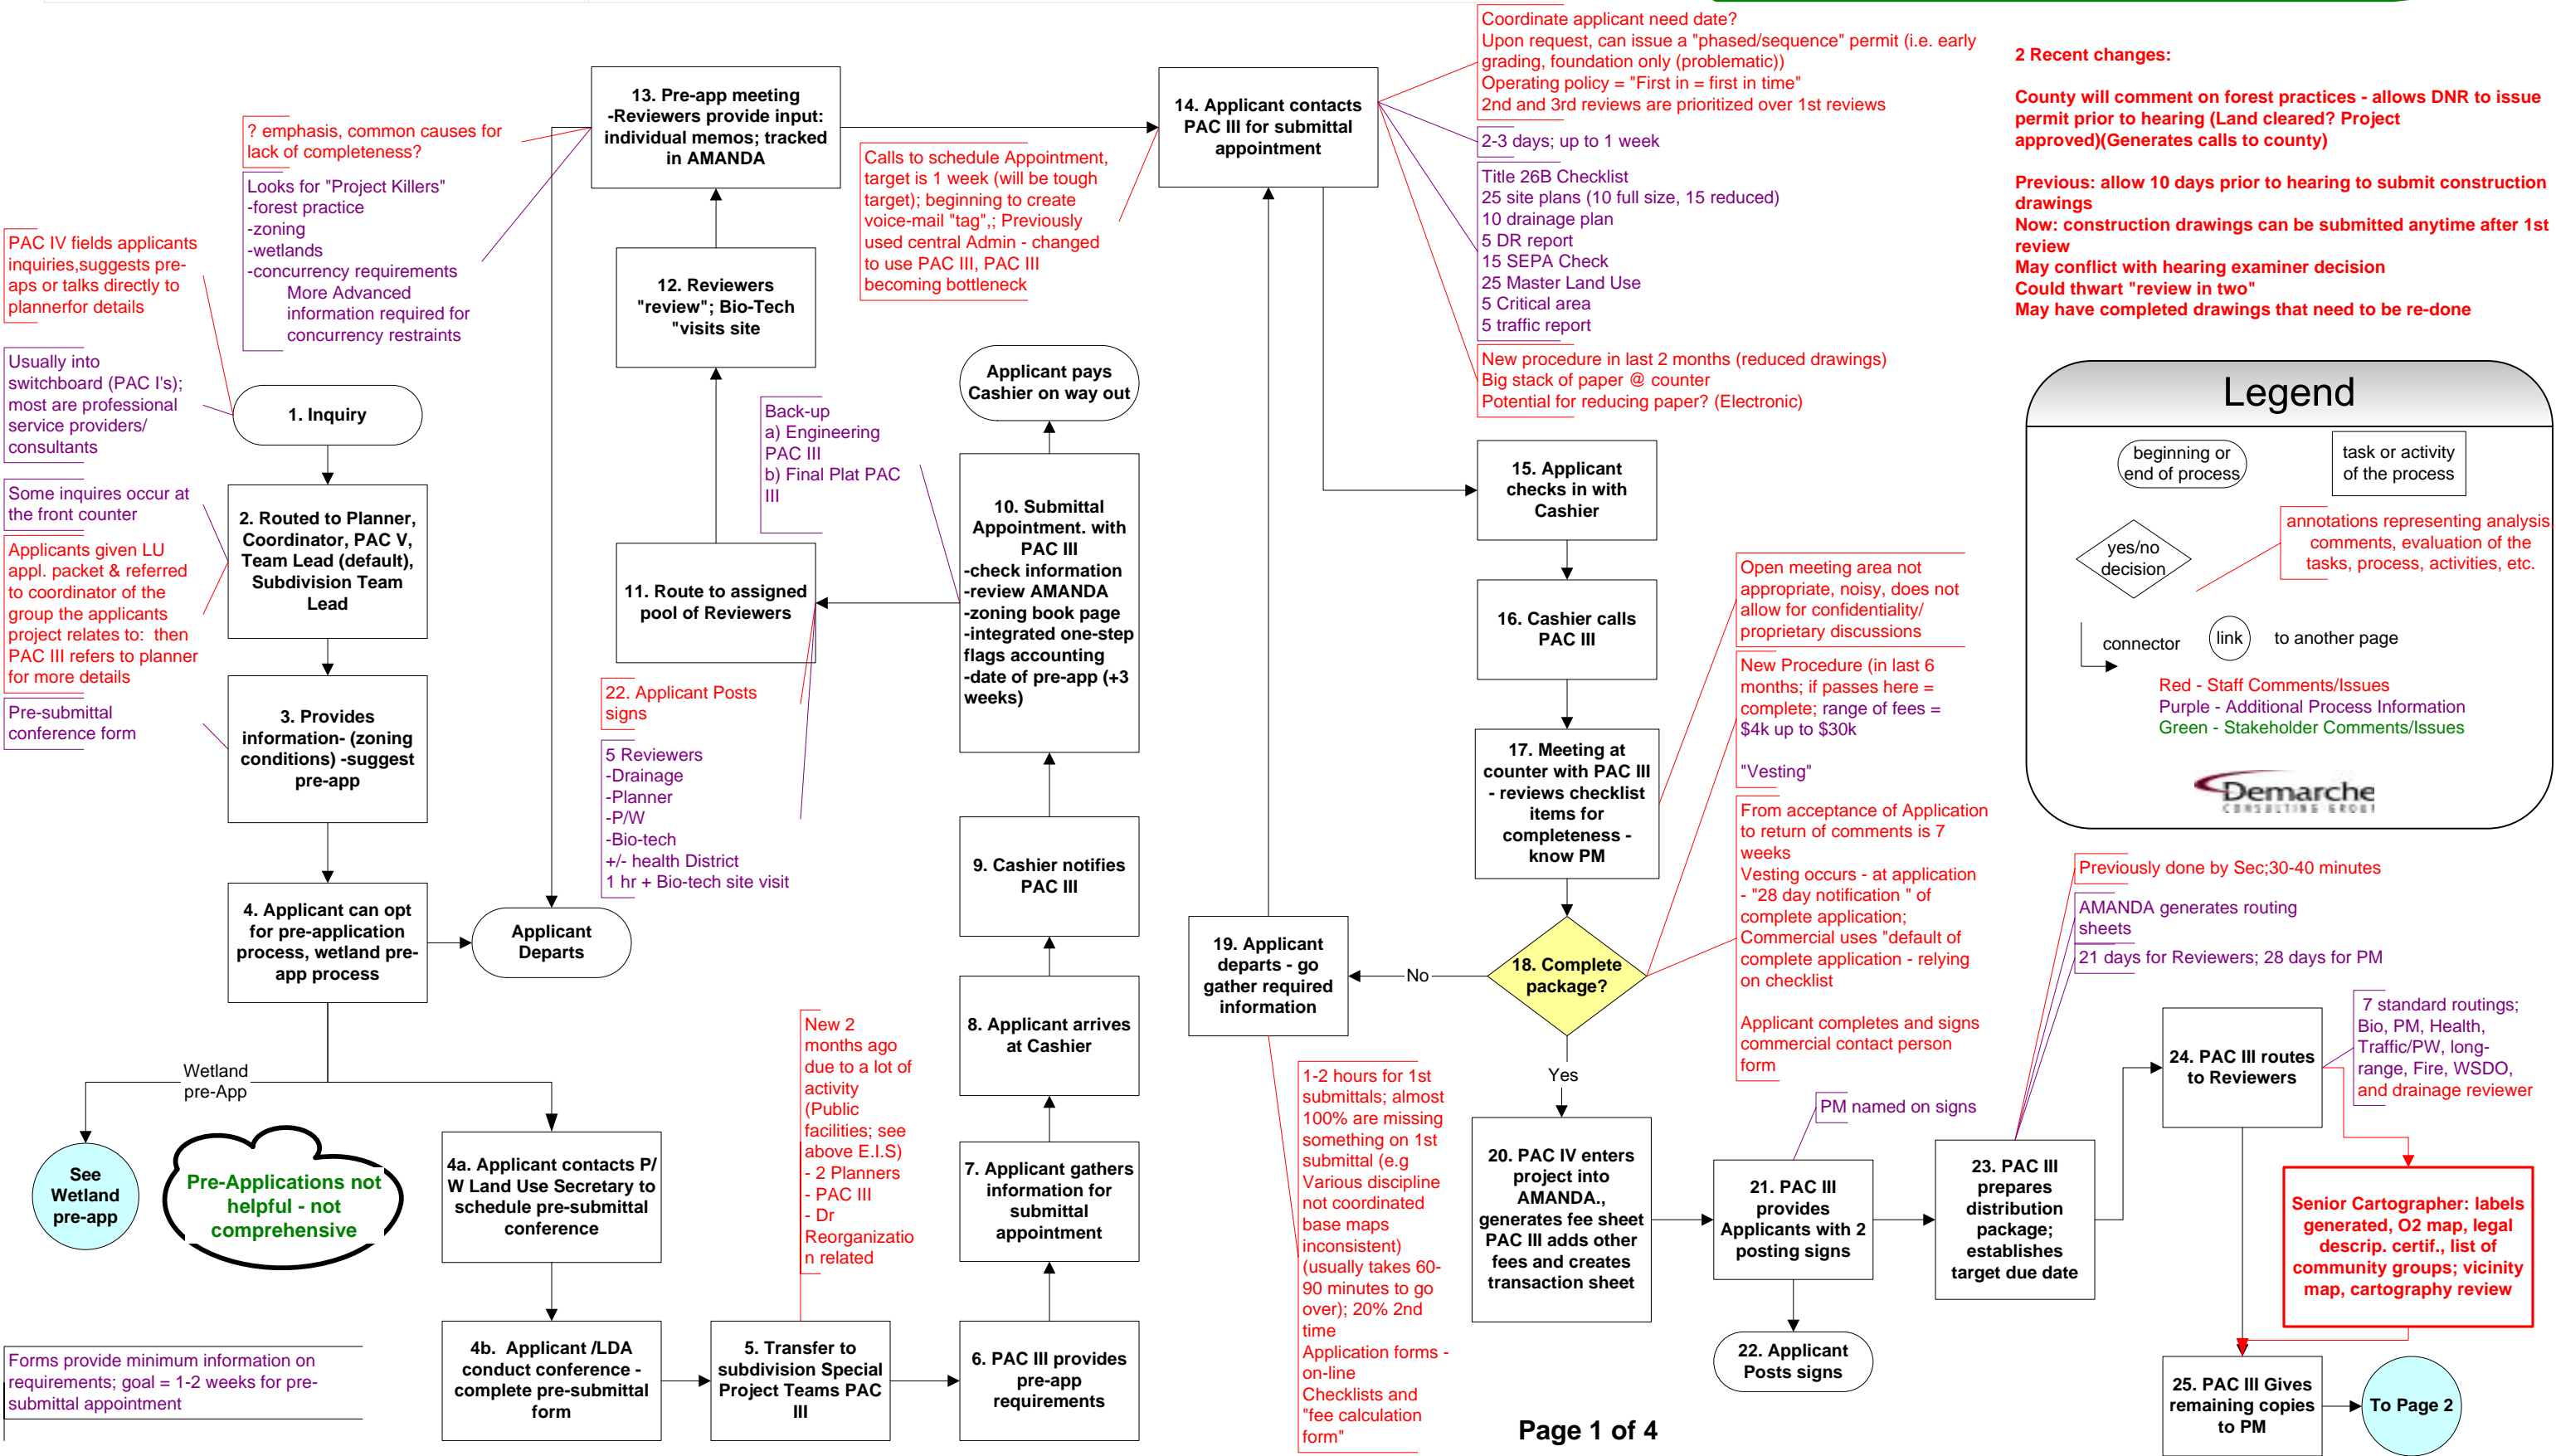 PAC IV fields applicants
inquiries,suggests pre-
aps or talks directly to
plannerfor details
Usually into
switchboard (PAC I's);
most are professional
service providers/
consultants
Some inquires occur at
the front counter
Applicants given LU
appl. packet & referred
to coordinator of the
group the applicants
project relates to:  then
PAC III refers to planner
for more details
Pre-submittal
conference form
? emphasis, common causes for
lack of completeness?
Looks for "Project Killers"
-forest practice
-zoning
-wetlands
-concurrency requirements
More Advanced
information required for
concurrency restraints
1. Inquiry
2. Routed to Planner,
Coordinator, PAC V,
Team Lead (default),
Subdivision Team
Lead
3. Provides
information- (zoning
conditions) -suggest
pre-app
4. Applicant can opt
for pre-application
process, wetland pre-
app process
Applicant
Departs
Wetland
pre-App
See
Wetland
pre-app
Pre-Applications not
helpful - not
comprehensive
Forms provide minimum information on
requirements; goal = 1-2 weeks for pre-
submittal appointment
4a. Applicant contacts P/
W Land Use Secretary to
schedule pre-submittal
conference
4b.  Applicant /LDA
conduct conference -
complete pre-submittal
form
5. Transfer to
subdivision Special
Project Teams PAC
III
New 2
months ago
due to a lot of
activity
(Public
facilities; see
above E.I.S)
- 2 Planners
- PAC III
- Dr
Reorganizatio
n related
6. PAC III provides
pre-app
requirements
7. Applicant gathers
information for
submittal
appointment
8. Applicant arrives
at Cashier
9. Cashier notifies
PAC III
10. Submittal
Appointment. with
PAC III
-check information
-review AMANDA
-zoning book page
-integrated one-step
flags accounting
-date of pre-app (+3
weeks)
Applicant pays
Cashier on way out
Back-up
a) Engineering
PAC III
b) Final Plat PAC
III
11. Route to assigned
pool of Reviewers
22. Applicant Posts
signs
5 Reviewers
-Drainage
-Planner
-P/W
-Bio-tech
+/- health District
1 hr + Bio-tech site visit
12. Reviewers
"review"; Bio-Tech
"visits site
13. Pre-app meeting
-Reviewers provide input:
individual memos; tracked
in AMANDA
Calls to schedule Appointment,
target is 1 week (will be tough
target); beginning to create
voice-mail "tag",; Previously
used central Admin - changed
to use PAC III, PAC III
becoming bottleneck
14. Applicant contacts
PAC III for submittal
appointment
Coordinate applicant need date?
Upon request, can issue a "phased/sequence" permit (i.e. early
grading, foundation only (problematic))
Operating policy = "First in = first in time"
2nd and 3rd reviews are prioritized over 1st reviews
2-3 days; up to 1 week
Title 26B Checklist
25 site plans (10 full size, 15 reduced)
10 drainage plan
5 DR report
15 SEPA Check
25 Master Land Use
5 Critical area
5 traffic report
New procedure in last 2 months (reduced drawings)
Big stack of paper @ counter
Potential for reducing paper? (Electronic)
15. Applicant
checks in with
Cashier
16. Cashier calls
PAC III
17. Meeting at
counter with PAC III
- reviews checklist
items for
completeness -
know PM
Open meeting area not
appropriate, noisy, does not
allow for confidentiality/
proprietary discussions
New Procedure (in last 6
months; if passes here =
complete; range of fees =
$4k up to $30k
"Vesting"
From acceptance of Application
to return of comments is 7
weeks
Vesting occurs - at application
- "28 day notification " of
complete application;
Commercial uses "default of
complete application - relying
on checklist
Applicant completes and signs
commercial contact person
form
18. Complete
package?
No
Yes
19. Applicant
departs - go
gather required
information
1-2 hours for 1st
submittals; almost
100% are missing
something on 1st
submittal (e.g
Various discipline
not coordinated
base maps
inconsistent)
(usually takes 60-
90 minutes to go
over); 20% 2nd
time
Application forms -
on-line
Checklists and
"fee calculation
form"
20. PAC IV enters
project into
AMANDA.,
generates fee sheet
PAC III adds other
fees and creates
transaction sheet
PM named on signs
21. PAC III
provides
Applicants with 2
posting signs
22. Applicant
Posts signs
Previously done by Sec;30-40 minutes
AMANDA generates routing
sheets
21 days for Reviewers; 28 days for PM
23. PAC III
prepares
distribution
package;
establishes
target due date
24. PAC III routes
to Reviewers
7 standard routings;
Bio, PM, Health,
Traffic/PW, long-
range, Fire, WSDO,
and drainage reviewer
Senior Cartographer: labels
generated, O2 map, legal
descrip. certif., list of
community groups; vicinity
map, cartography review
25. PAC III Gives
remaining copies
to PM
To Page 2
2 Recent changes:
County will comment on forest practices - allows DNR to issue
permit prior to hearing (Land cleared? Project
approved)(Generates calls to county)
Previous: allow 10 days prior to hearing to submit construction
drawings
Now: construction drawings can be submitted anytime after 1st
review
May conflict with hearing examiner decision
Could thwart "review in two"
May have completed drawings that need to be re-done
Legend
beginning or
end of process
task or activity
of the process
yes/no
decision
annotations representing analysis
comments, evaluation of the
tasks, process, activities, etc.
connector
link
to another page
Red - Staff Comments/Issues
Purple - Additional Process Information
Green - Stakeholder Comments/Issues
Demarche
CONSULTING GROUP
Page 1 of 4